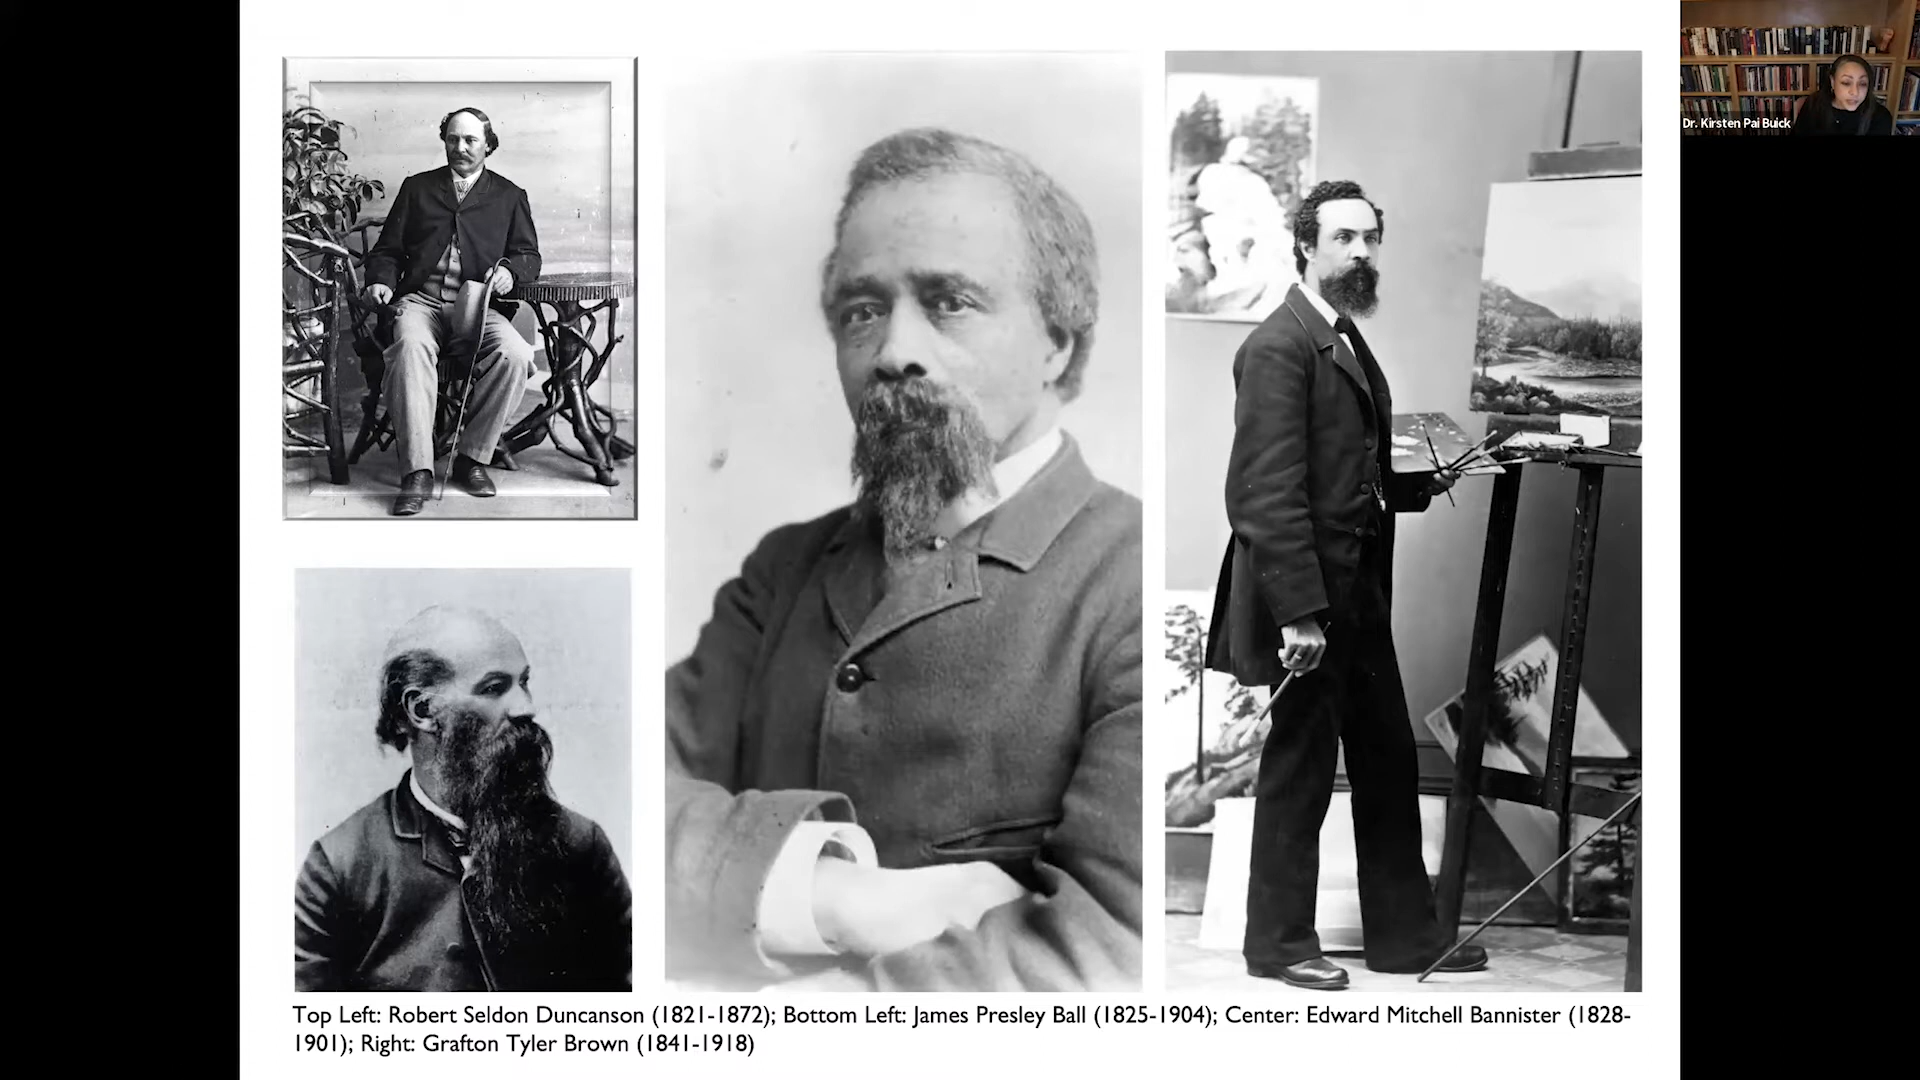 Dr. Kirsten Pai Buick
Top Left: Robert Seldon Duncanson (1821-1872); Bottom Left: James Presley Ball (1825-1904); Center: Edward Mitchell Bannister (1828-
1901); Right: Grafton Tyler Brown (1841-1918)